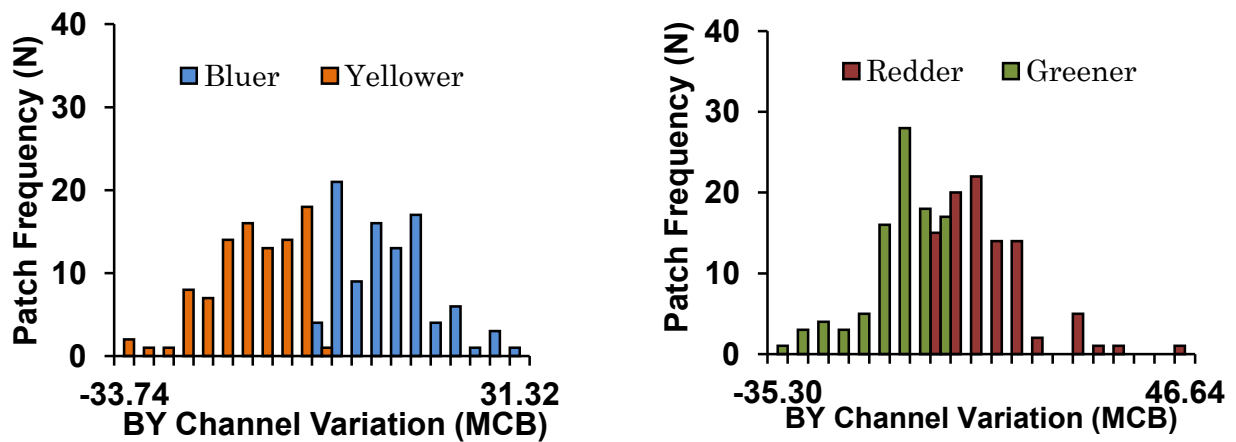 Patch Frequency (N)
40
30
20
10
0
Bluer Yellower
-33.74 31.32
BY Channel Variation (MCB)
Patch Frequency (N)
40
30
20
10
0
Redder Greener
-35.30 46.64
BY Channel Variation (MCB)